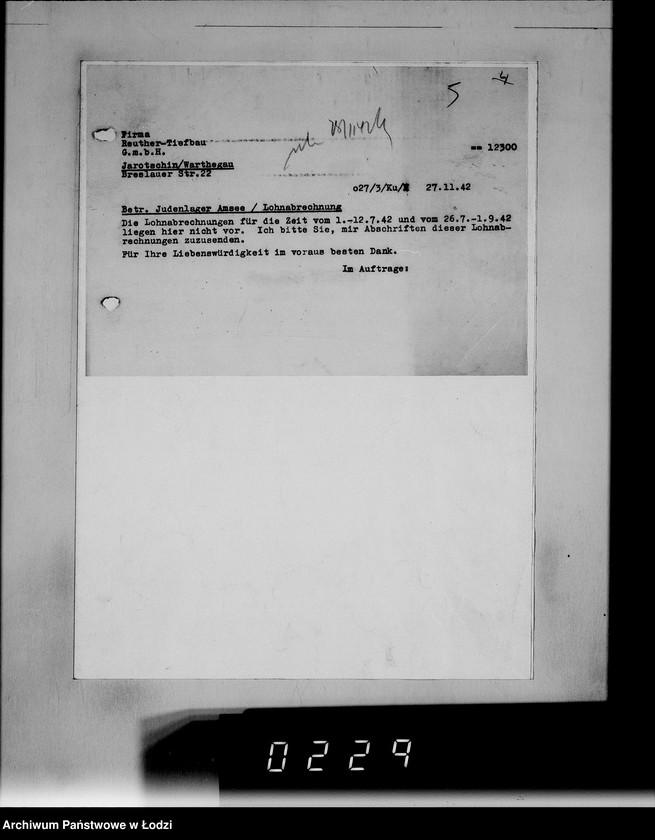 5 4
Firma
Reuther-Tiefbau
G.m.b.H.
== 12300
Jarotschin/Warthegau
Breslauer Str.22
027/3/Ku/ 27.11.42
Betr. Judenlager Amsee / Lohnabrechnung
Die Lohnabrechnungen für die Zeit vom 1.-12.7.42 und vom 26.7.-1.9.42
liegen hier nicht vor. Ich bitte Sie, mir Abschriften dieser Lohnab-
rechnungen zuzusenden.
Für Ihre Liebenswürdigkeit im voraus besten Dank.
Im Auftrage:
0229
Archiwum Państwowe w Łodzi